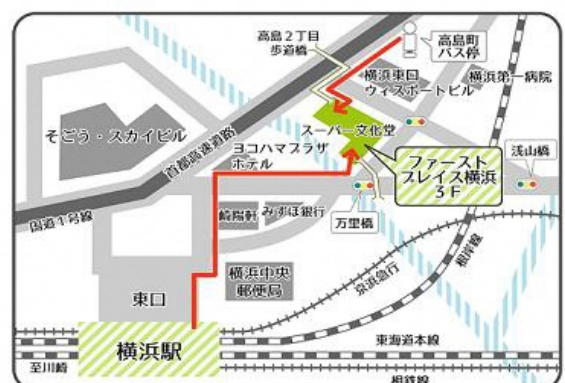 高島2丁目
歩道橋
高島町
バス停
横浜東口
ウィスポートビル
横浜第一病院
そごう・スカイビル
首都高速道路
スーパー文化堂
ヨコハマプラザ
ホテル
ファースト
プレイス横浜
3F
浅山橋
国道1号線
崎陽軒
みずほ銀行
万里橋
横浜中央
郵便局
京浜急行
根岸線
東口
横浜駅
東海道本線
至川崎
相鉄線